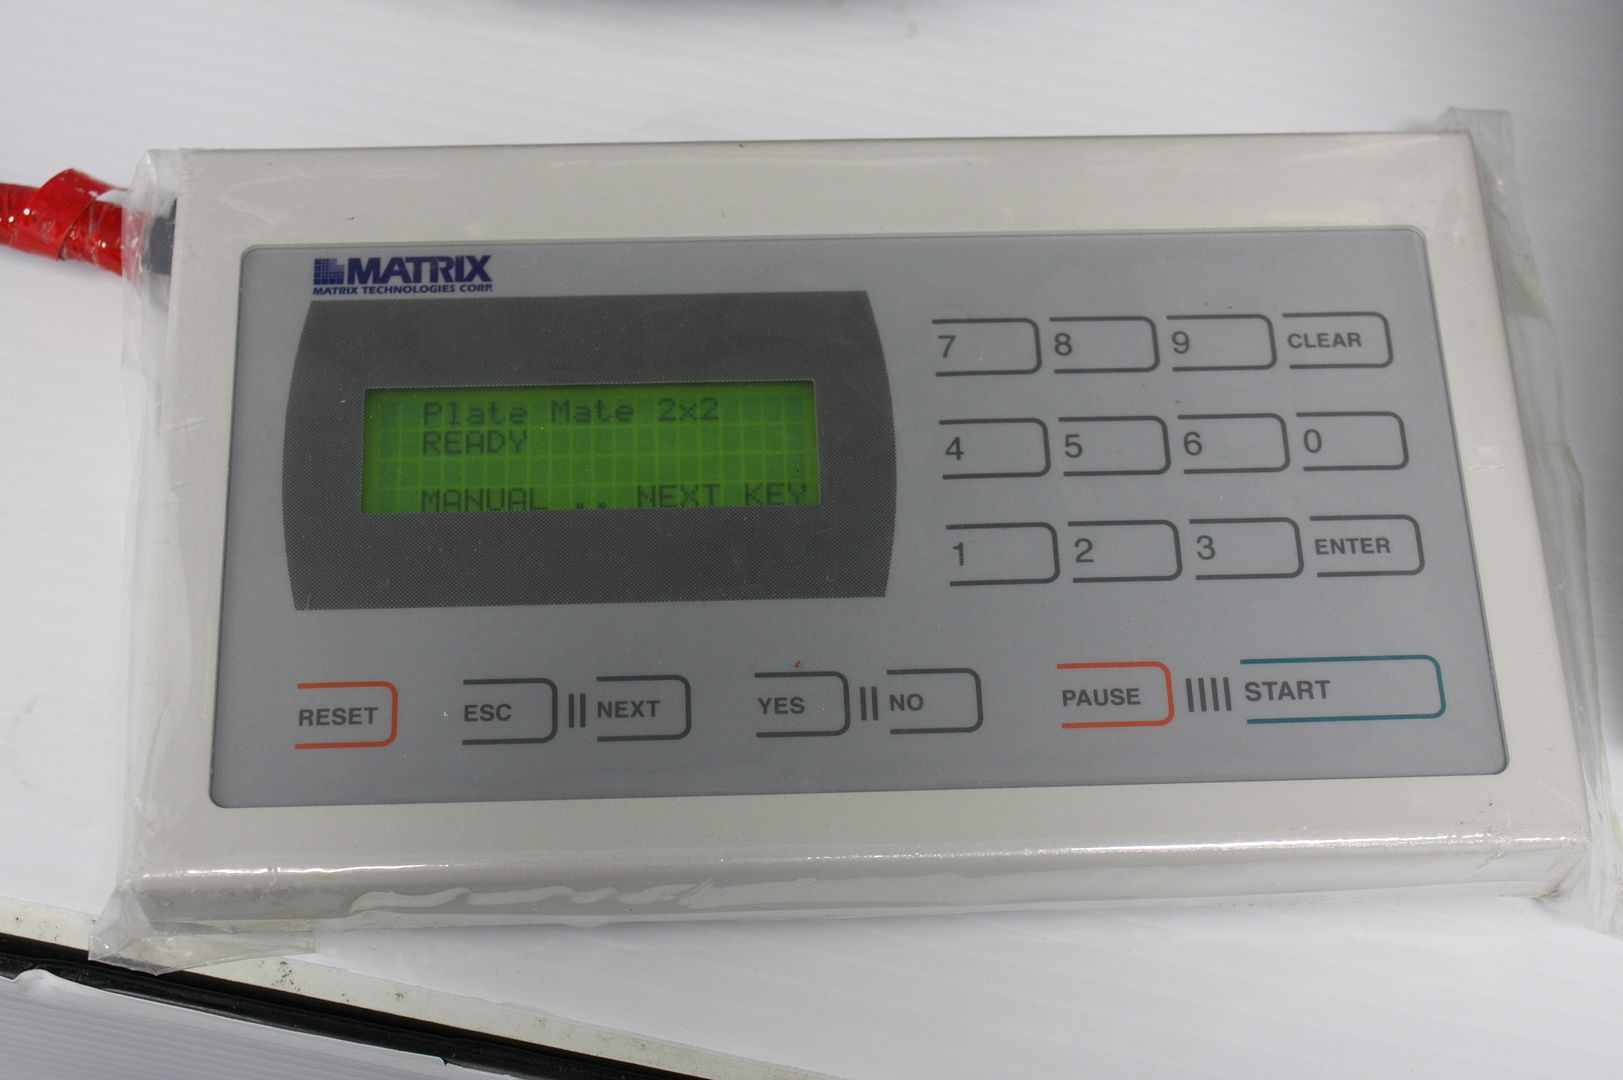 MATRIX
MATRIX TECHNOLOGIES CORP.
Plate Mate 2x2
READY
MANUAL .. NEXT KEY
7 8 9 CLEAR
4 5 6 0
1 2 3 ENTER
RESET ESC NEXT YES NO PAUSE START